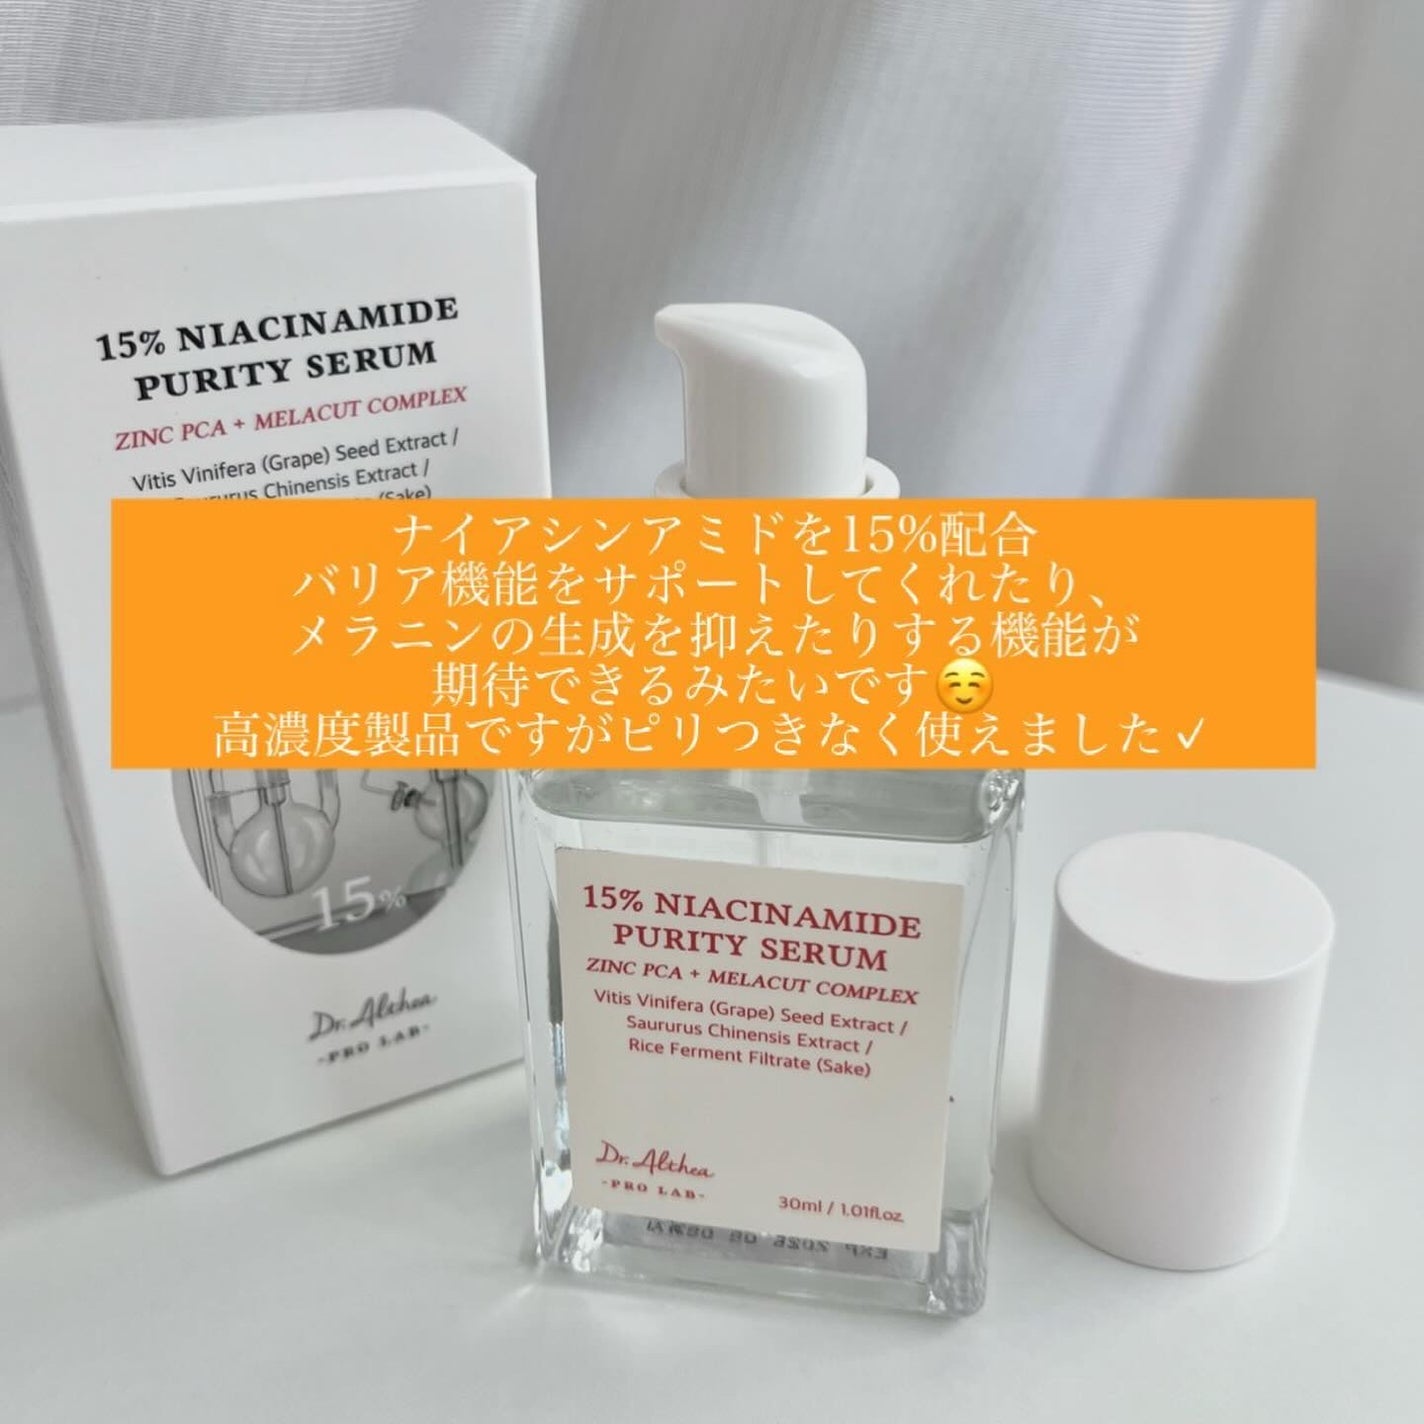 15% NIACINAMIDE
PURITY SERUM
ZINC PCA + MELACUT COMPLEX
Vitis Vinifera (Grape) Seed Extract /
Saururus Chinensis Extract /
(Sake)
ナイアシンアミドを15%配合
バリア機能をサポートしてくれたり、
メラニンの生成を抑えたりする機能が
期待できるみたいです☺️
高濃度製品ですがピリつきなく使えました✓
15%
Dr. Althea
-PRO LAB-
15% NIACINAMIDE
PURITY SERUM
ZINC PCA + MELACUT COMPLEX
Vitis Vinifera (Grape) Seed Extract /
Saururus Chinensis Extract /
Rice Ferment Filtrate (Sake)
Dr. Althea
-PRO LAB-
30ml / 1.01fl.oz.